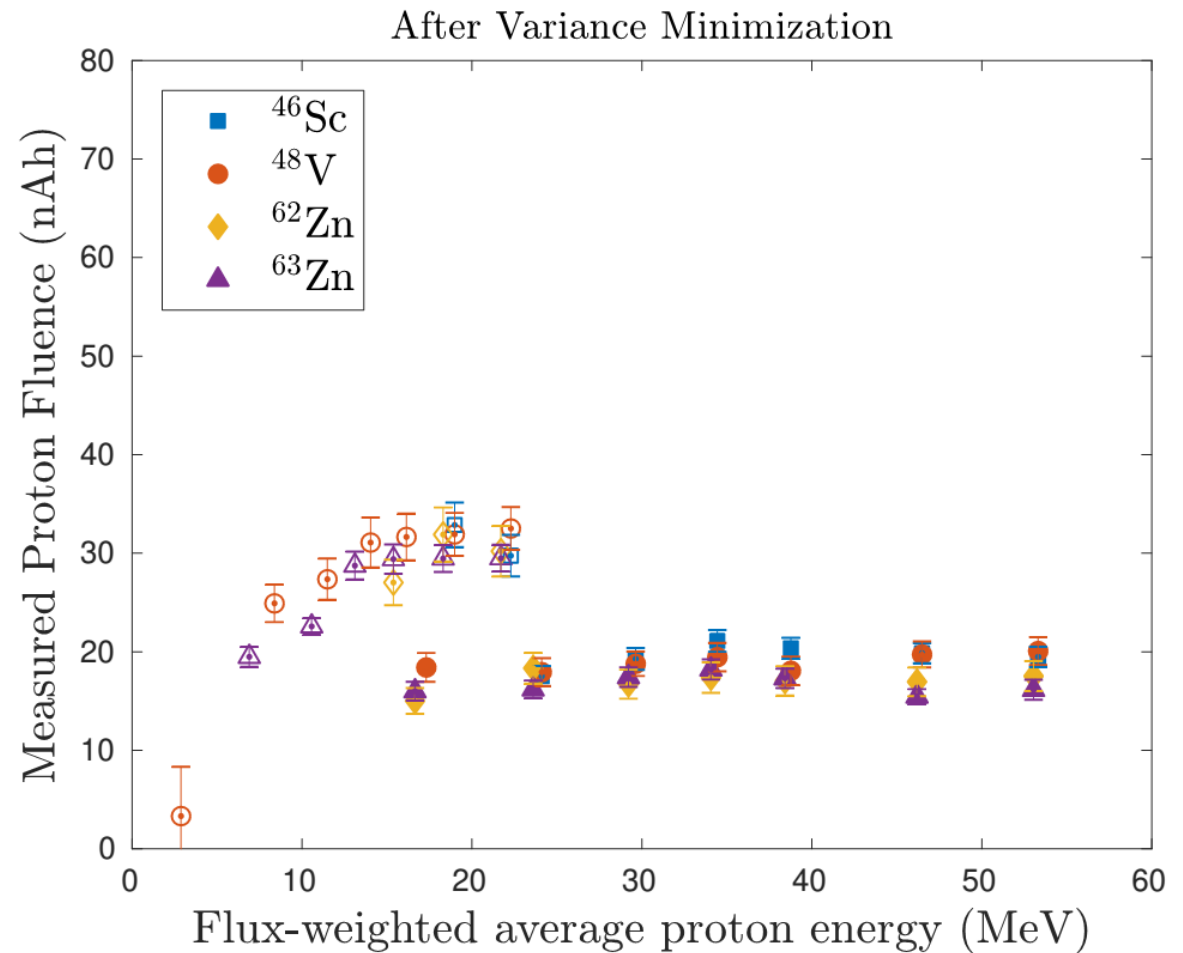 After Variance Minimization
80
70
60
50
40
30
20
10
0
Measured Proton Fluence (nAh)
⁴⁶Sc
⁴⁸V
⁶²Zn
⁶³Zn
0 10 20 30 40 50 60
Flux-weighted average proton energy (MeV)